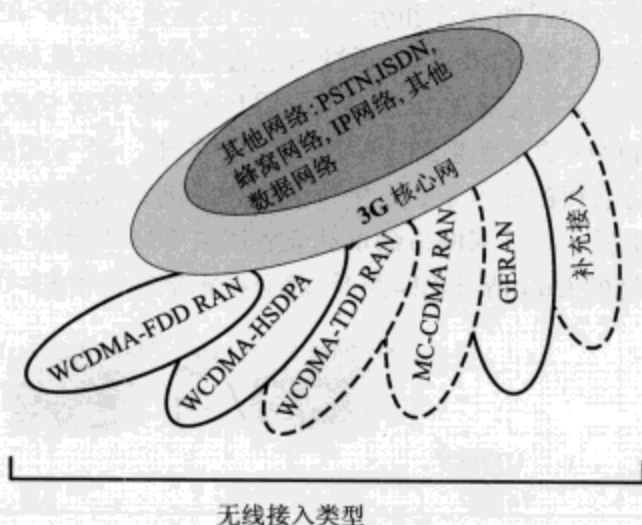 其他网络:PSTN.ISDN,
蜂窝网络, IP网络, 其他
数据网络
3G 核心网
WCDMA-FDD RAN
WCDMA-HSDPA
WCDMA-TDD RAN
MC-CDMA RAN
GERAN
补充接入
无线接入类型